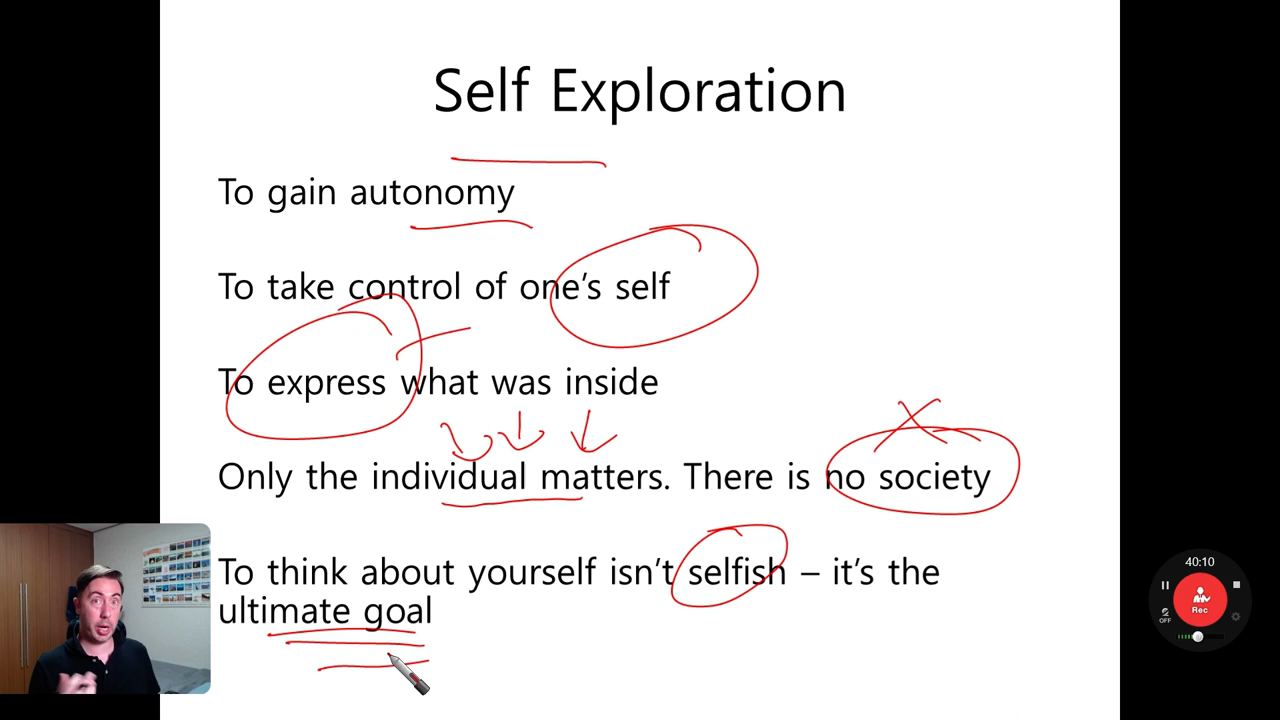 Self Exploration
To gain autonomy
To take control of one’s self
To express what was inside
Only the individual matters. There is no society
To think about yourself isn’t selfish – it’s the
ultimate goal
40:10
Rec
OFF